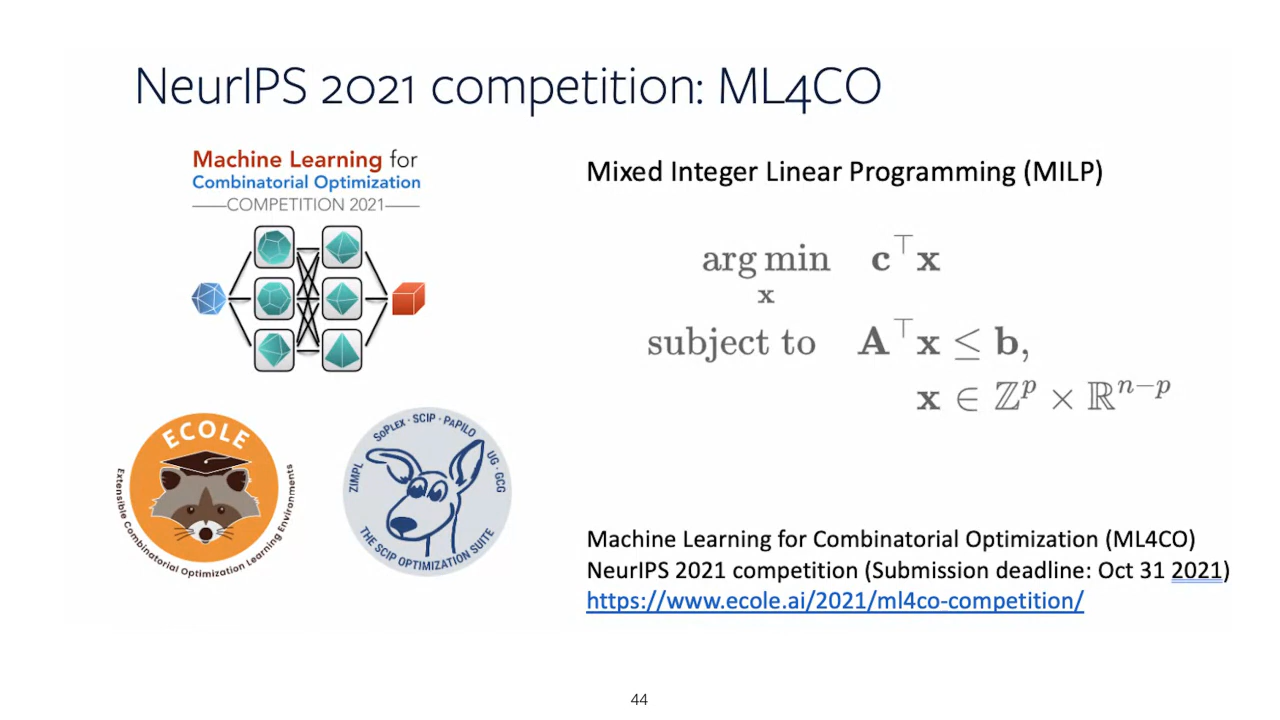 NeurIPS 2021 competition: ML4CO
Machine Learning for
Combinatorial Optimization
COMPETITION 2021
ECOLE
Extensible Combinatorial Optimization Learning Environments
ZIMPL SoPLEX · SCIP · PaPILO UG · GCG
THE SCIP OPTIMIZATION SUITE
Mixed Integer Linear Programming (MILP)
arg min c⊤x
x
subject to A⊤x ≤ b,
x ∈ ℤᵖ × ℝⁿ⁻ᵖ
Machine Learning for Combinatorial Optimization (ML4CO)
NeurIPS 2021 competition (Submission deadline: Oct 31 2021)
https://www.ecole.ai/2021/ml4co-competition/
44